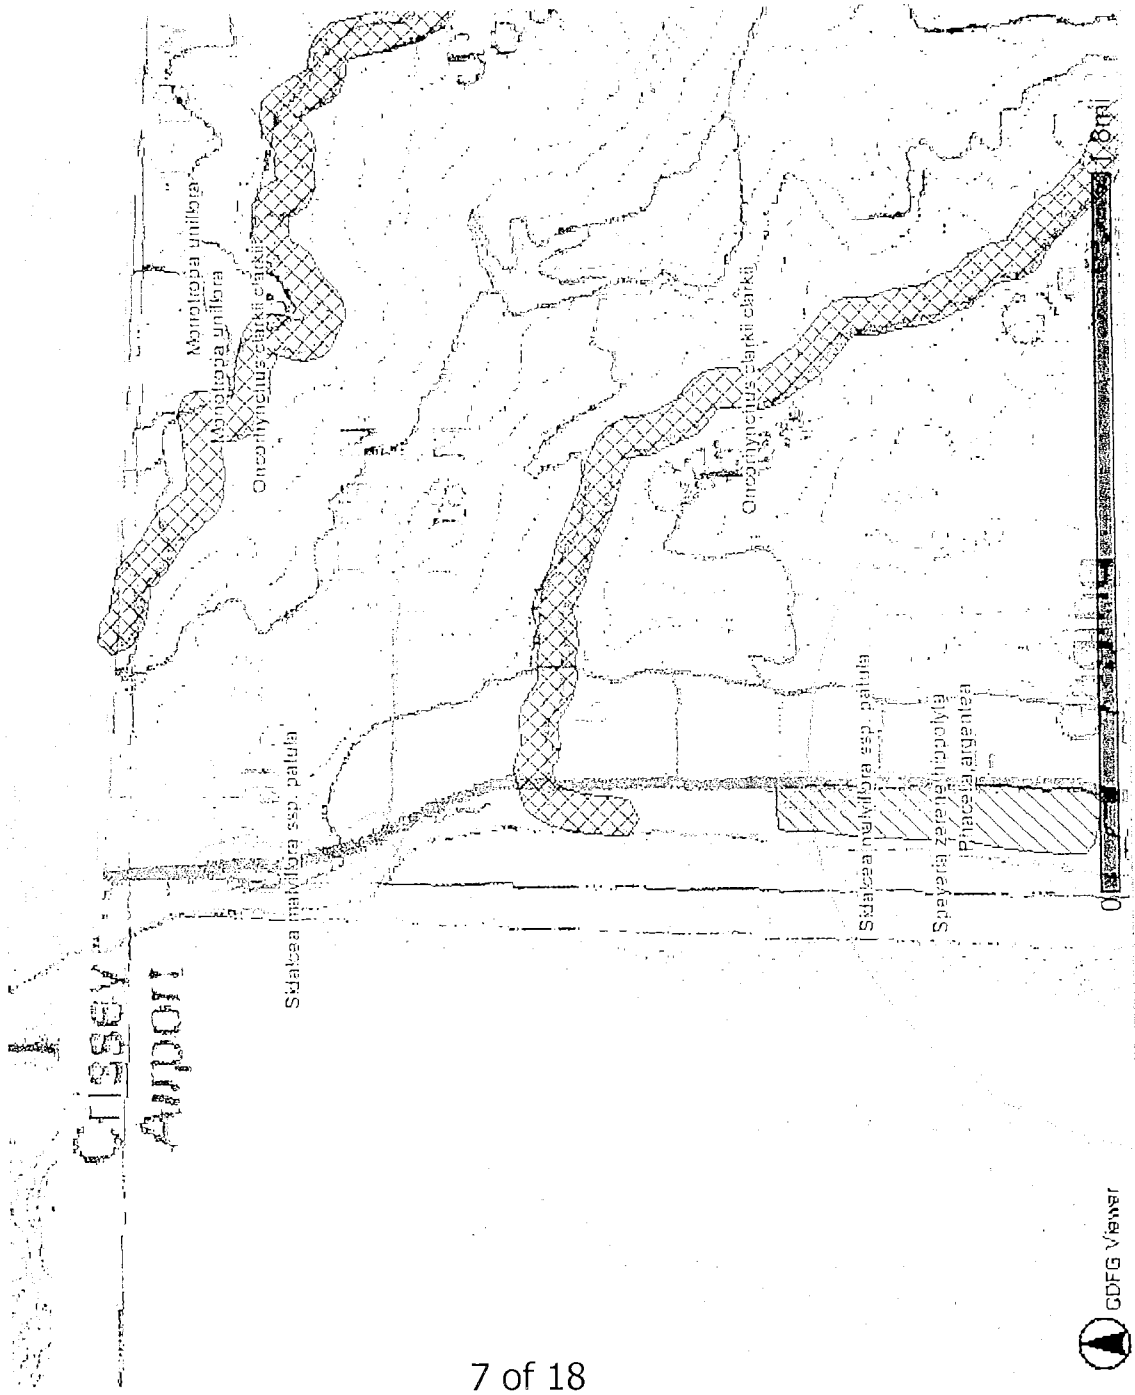 Crissey
Airport
Monotropa uniflora
Monotropa uniflora
Oncorhynchus clarkii clarkii
Oncorhynchus clarkii clarkii
Sidalcea malviflora ssp. patula
Sidalcea malviflora ssp. patula
Speyeria zerene hippolyta
Phacelia argentea
0
1.6mi
CDFG Viewer
7 of 18